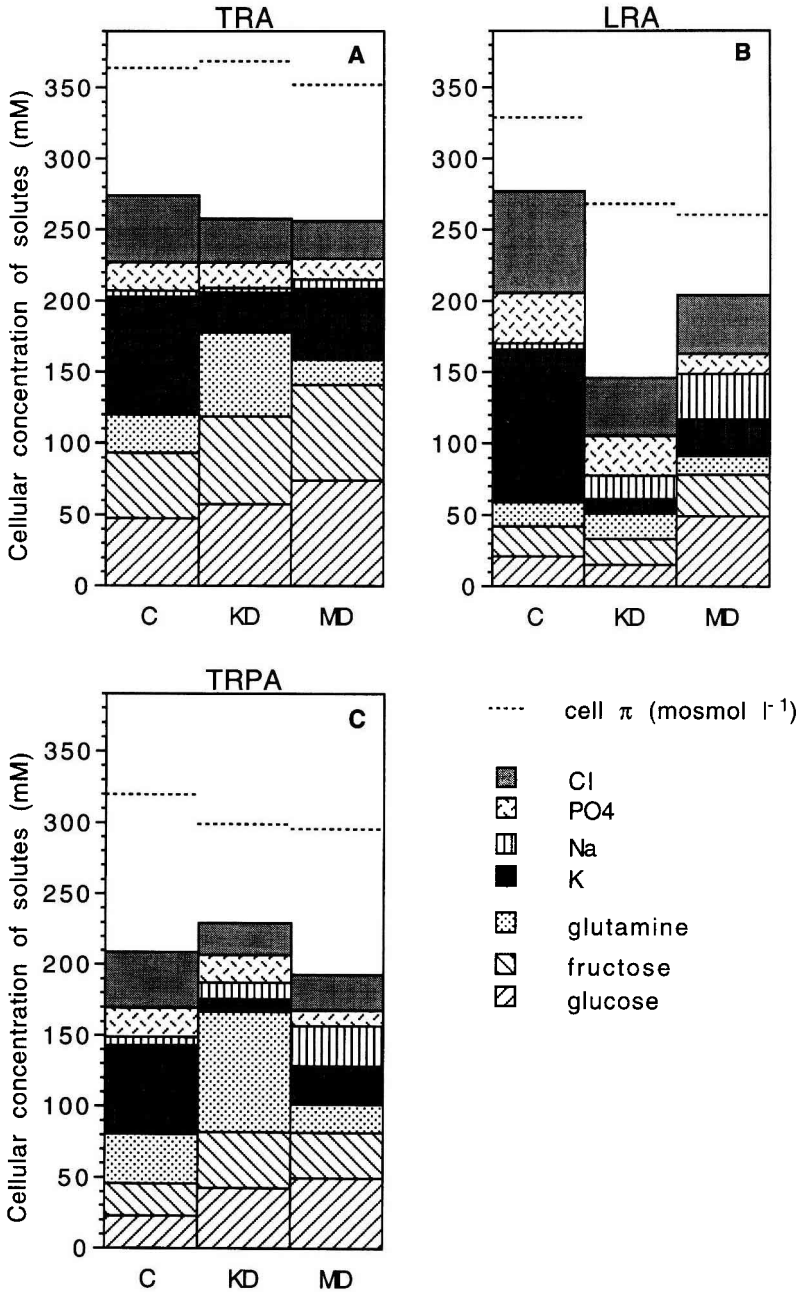 TRA
A
Cellular concentration of solutes (mM)
350
300
250
200
150
100
50
0
C KD MD
LRA
B
350
300
250
200
150
100
50
0
C KD MD
TRPA
C
Cellular concentration of solutes (mM)
350
300
250
200
150
100
50
0
C KD MD
cell π (mosmol l⁻¹)
Cl
PO4
Na
K
glutamine
fructose
glucose